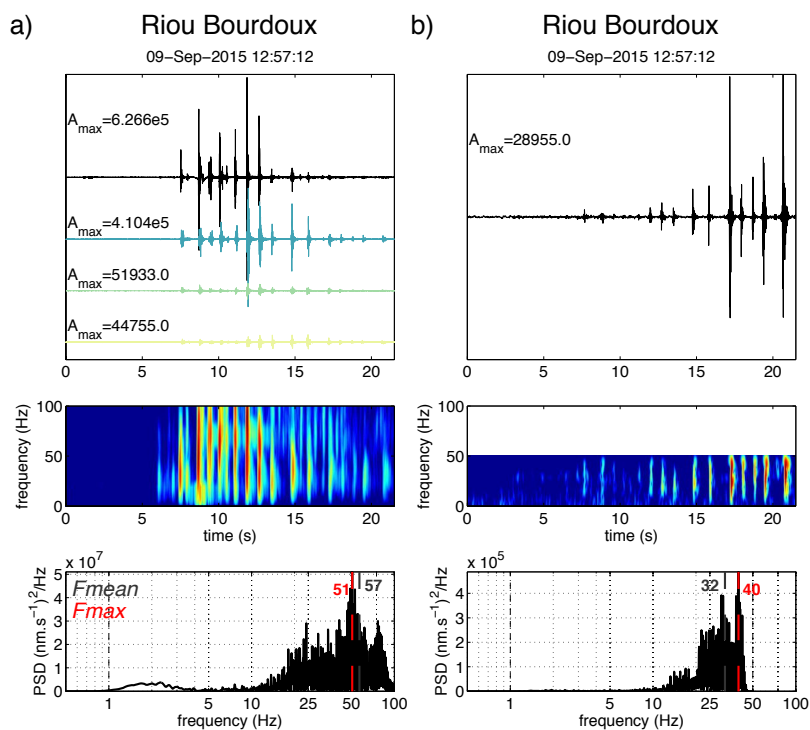 a)
Riou Bourdoux
09-Sep-2015 12:57:12
A_max=6.266e5
A_max=4.104e5
A_max=51933.0
A_max=44755.0
0 5 10 15 20
time (s)
100
50
0
frequency (Hz)
0 5 10 15 20
time (s)
x 10^7
5
4
3
2
1
0
PSD (nm.s^-1)^2/Hz
Fmean
Fmax
51
57
1 5 10 25 50 100
frequency (Hz)
b)
Riou Bourdoux
09-Sep-2015 12:57:12
A_max=28955.0
0 5 10 15 20
time (s)
100
50
0
frequency (Hz)
0 5 10 15 20
time (s)
x 10^5
4
3
2
1
0
PSD (nm.s^-1)^2/Hz
32
40
1 5 10 25 50 100
frequency (Hz)